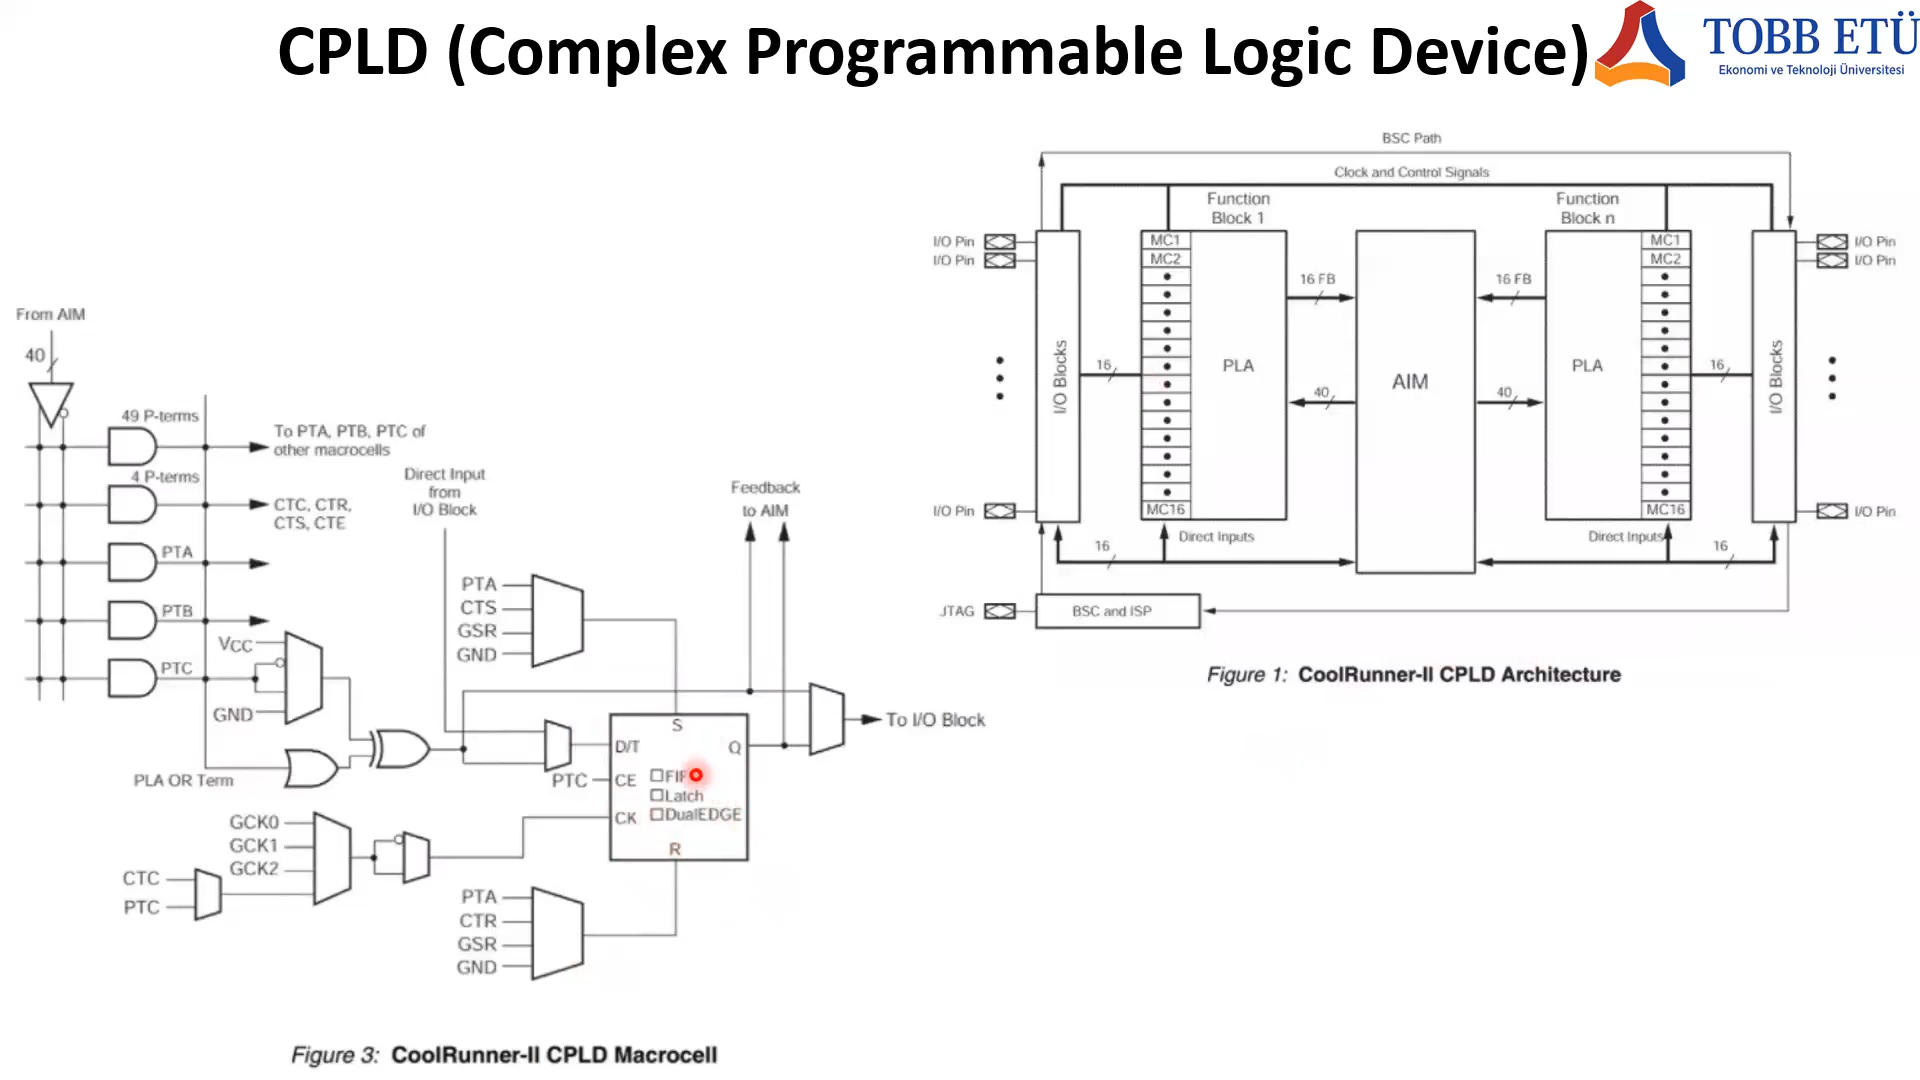 CPLD (Complex Programmable Logic Device)
TOBB ETÜ
Ekonomi ve Teknoloji Üniversitesi
BSC Path
Clock and Control Signals
Function
Block 1
Function
Block n
I/O Pin
I/O Pin
I/O Pin
I/O Blocks
16
MC1
MC2
MC16
PLA
16 FB
40
AIM
16 FB
40
PLA
MC1
MC2
MC16
16
I/O Blocks
I/O Pin
I/O Pin
I/O Pin
16
Direct Inputs
Direct Inputs
16
JTAG
BSC and ISP
Figure 1: CoolRunner-II CPLD Architecture
From AIM
40
49 P-terms
To PTA, PTB, PTC of
other macrocells
4 P-terms
CTC, CTR,
CTS, CTE
PTA
PTB
PTC
VCC
GND
PLA OR Term
Direct Input
from
I/O Block
Feedback
to AIM
PTA
CTS
GSR
GND
S
D/T
Q
PTC
CE
Latch
CK
DualEDGE
R
To I/O Block
GCK0
GCK1
GCK2
CTC
PTC
PTA
CTR
GSR
GND
Figure 3: CoolRunner-II CPLD Macrocell